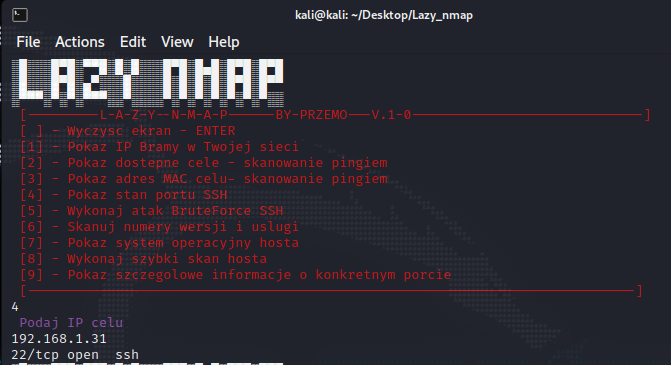 kali@kali: ~/Desktop/Lazy_nmap
File Actions Edit View Help
LAZY NMAP
[————————L-A-Z-Y--N-M-A-P——————BY-PRZEMO———V.1-0——————————————————————————————]
[ ] - Wyczysc ekran - ENTER
[1] - Pokaz IP Bramy w Twojej sieci
[2] - Pokaz dostepne cele - skanowanie pingiem
[3] - Pokaz adres MAC celu- skanowanie pingiem
[4] - Pokaz stan portu SSH
[5] - Wykonaj atak BruteForce SSH
[6] - Skanuj numery wersji i uslugi
[7] - Pokaz system operacyjny hosta
[8] - Wykonaj szybki skan hosta
[9] - Pokaz szczegolowe informacje o konkretnym porcie
[——————————————————————————————————————————————————————————————————————————————]
4
Podaj IP celu
192.168.1.31
22/tcp open  ssh